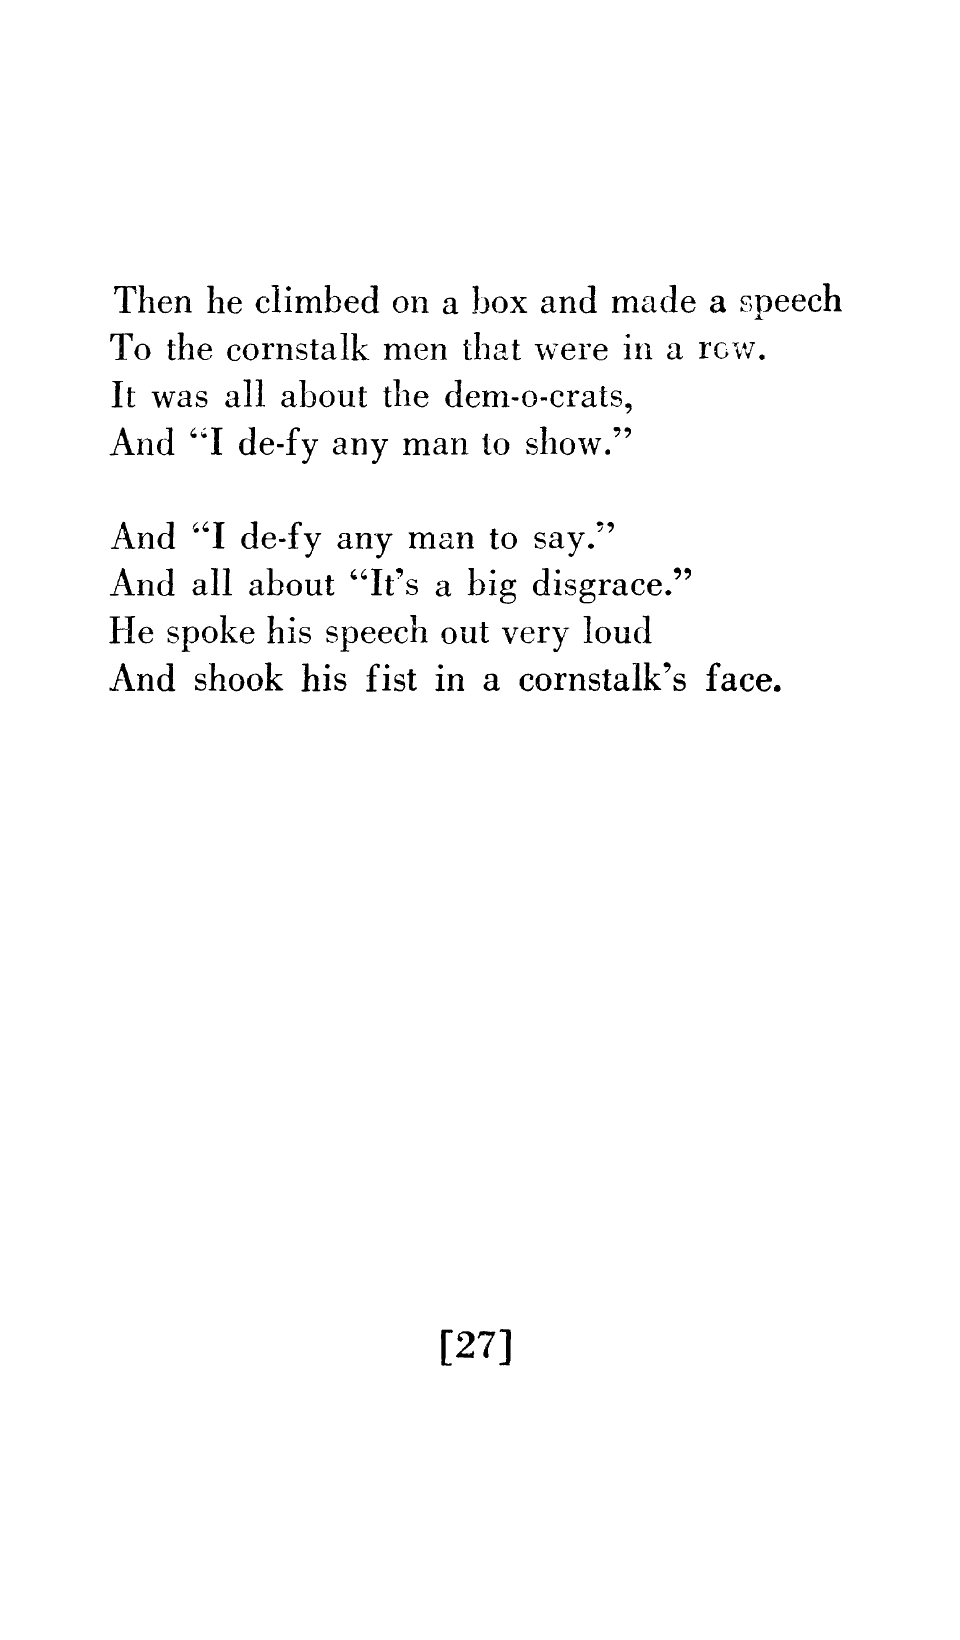 Then he climbed on a box and made a speech
To the cornstalk men that were in a row.
It was all about the dem-o-crats,
And “I de-fy any man to show.”

And “I de-fy any man to say.”
And all about “It’s a big disgrace.”
He spoke his speech out very loud
And shook his fist in a cornstalk’s face.

[27]